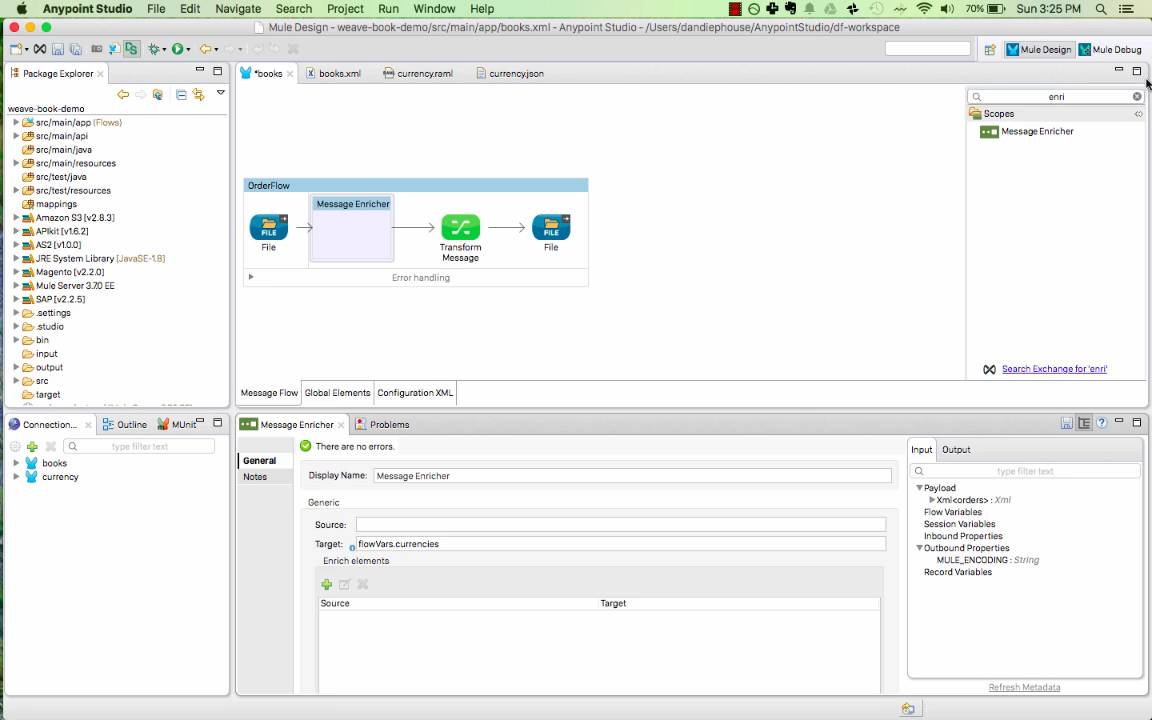 Anypoint Studio File Edit Navigate Search Project Run Window Help 70% Sun 3:25 PM
Mule Design - weave-book-demo/src/main/app/books.xml - Anypoint Studio - /Users/dandiephouse/AnypointStudio/df-workspace
Mule Design Mule Debug
Package Explorer
weave-book-demo
src/main/app (Flows)
src/main/api
src/main/java
src/main/resources
src/test/java
src/test/resources
mappings
Amazon S3 [v2.8.3]
APIkit [v1.6.2]
AS2 [v1.0.0]
JRE System Library [JavaSE-1.8]
Magento [v2.2.0]
Mule Server 3.7.0 EE
SAP [v2.2.5]
.settings
.studio
bin
input
output
src
target
*books books.xml currency.raml currency.json
OrderFlow
File
Message Enricher
Transform
Message
FILE
File
FILE
Error handling
enri
Scopes
Message Enricher
Search Exchange for 'enri'
Message Flow Global Elements Configuration XML
Connection... Outline MUnit
type filter text
books
currency
Message Enricher Problems
General
Notes
There are no errors.
Display Name: Message Enricher
Generic
Source:
Target: flowVars.currencies
Enrich elements
Source Target
Input Output
type filter text
Payload
Xml<orders> : Xml
Flow Variables
Session Variables
Inbound Properties
Outbound Properties
MULE_ENCODING : String
Record Variables
Refresh Metadata